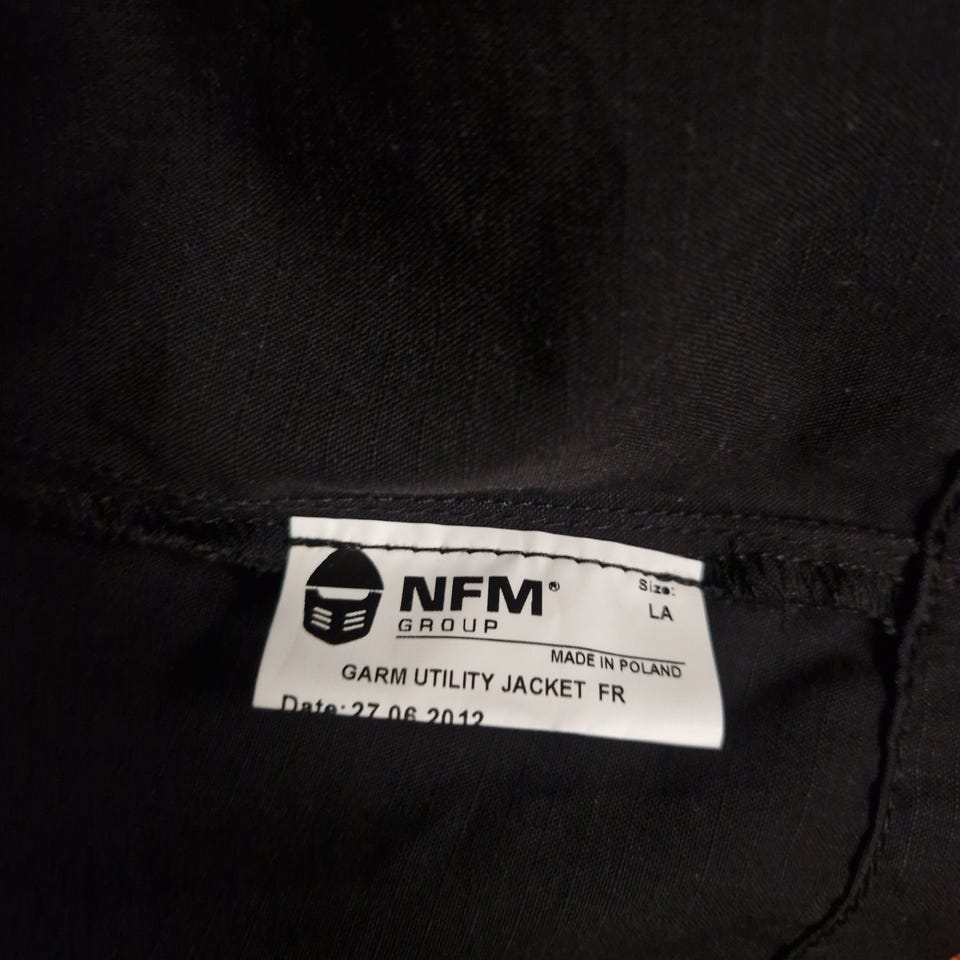 NFM®
GROUP
Size:
LA
MADE IN POLAND
GARM UTILITY JACKET FR
Date: 27.06.2012